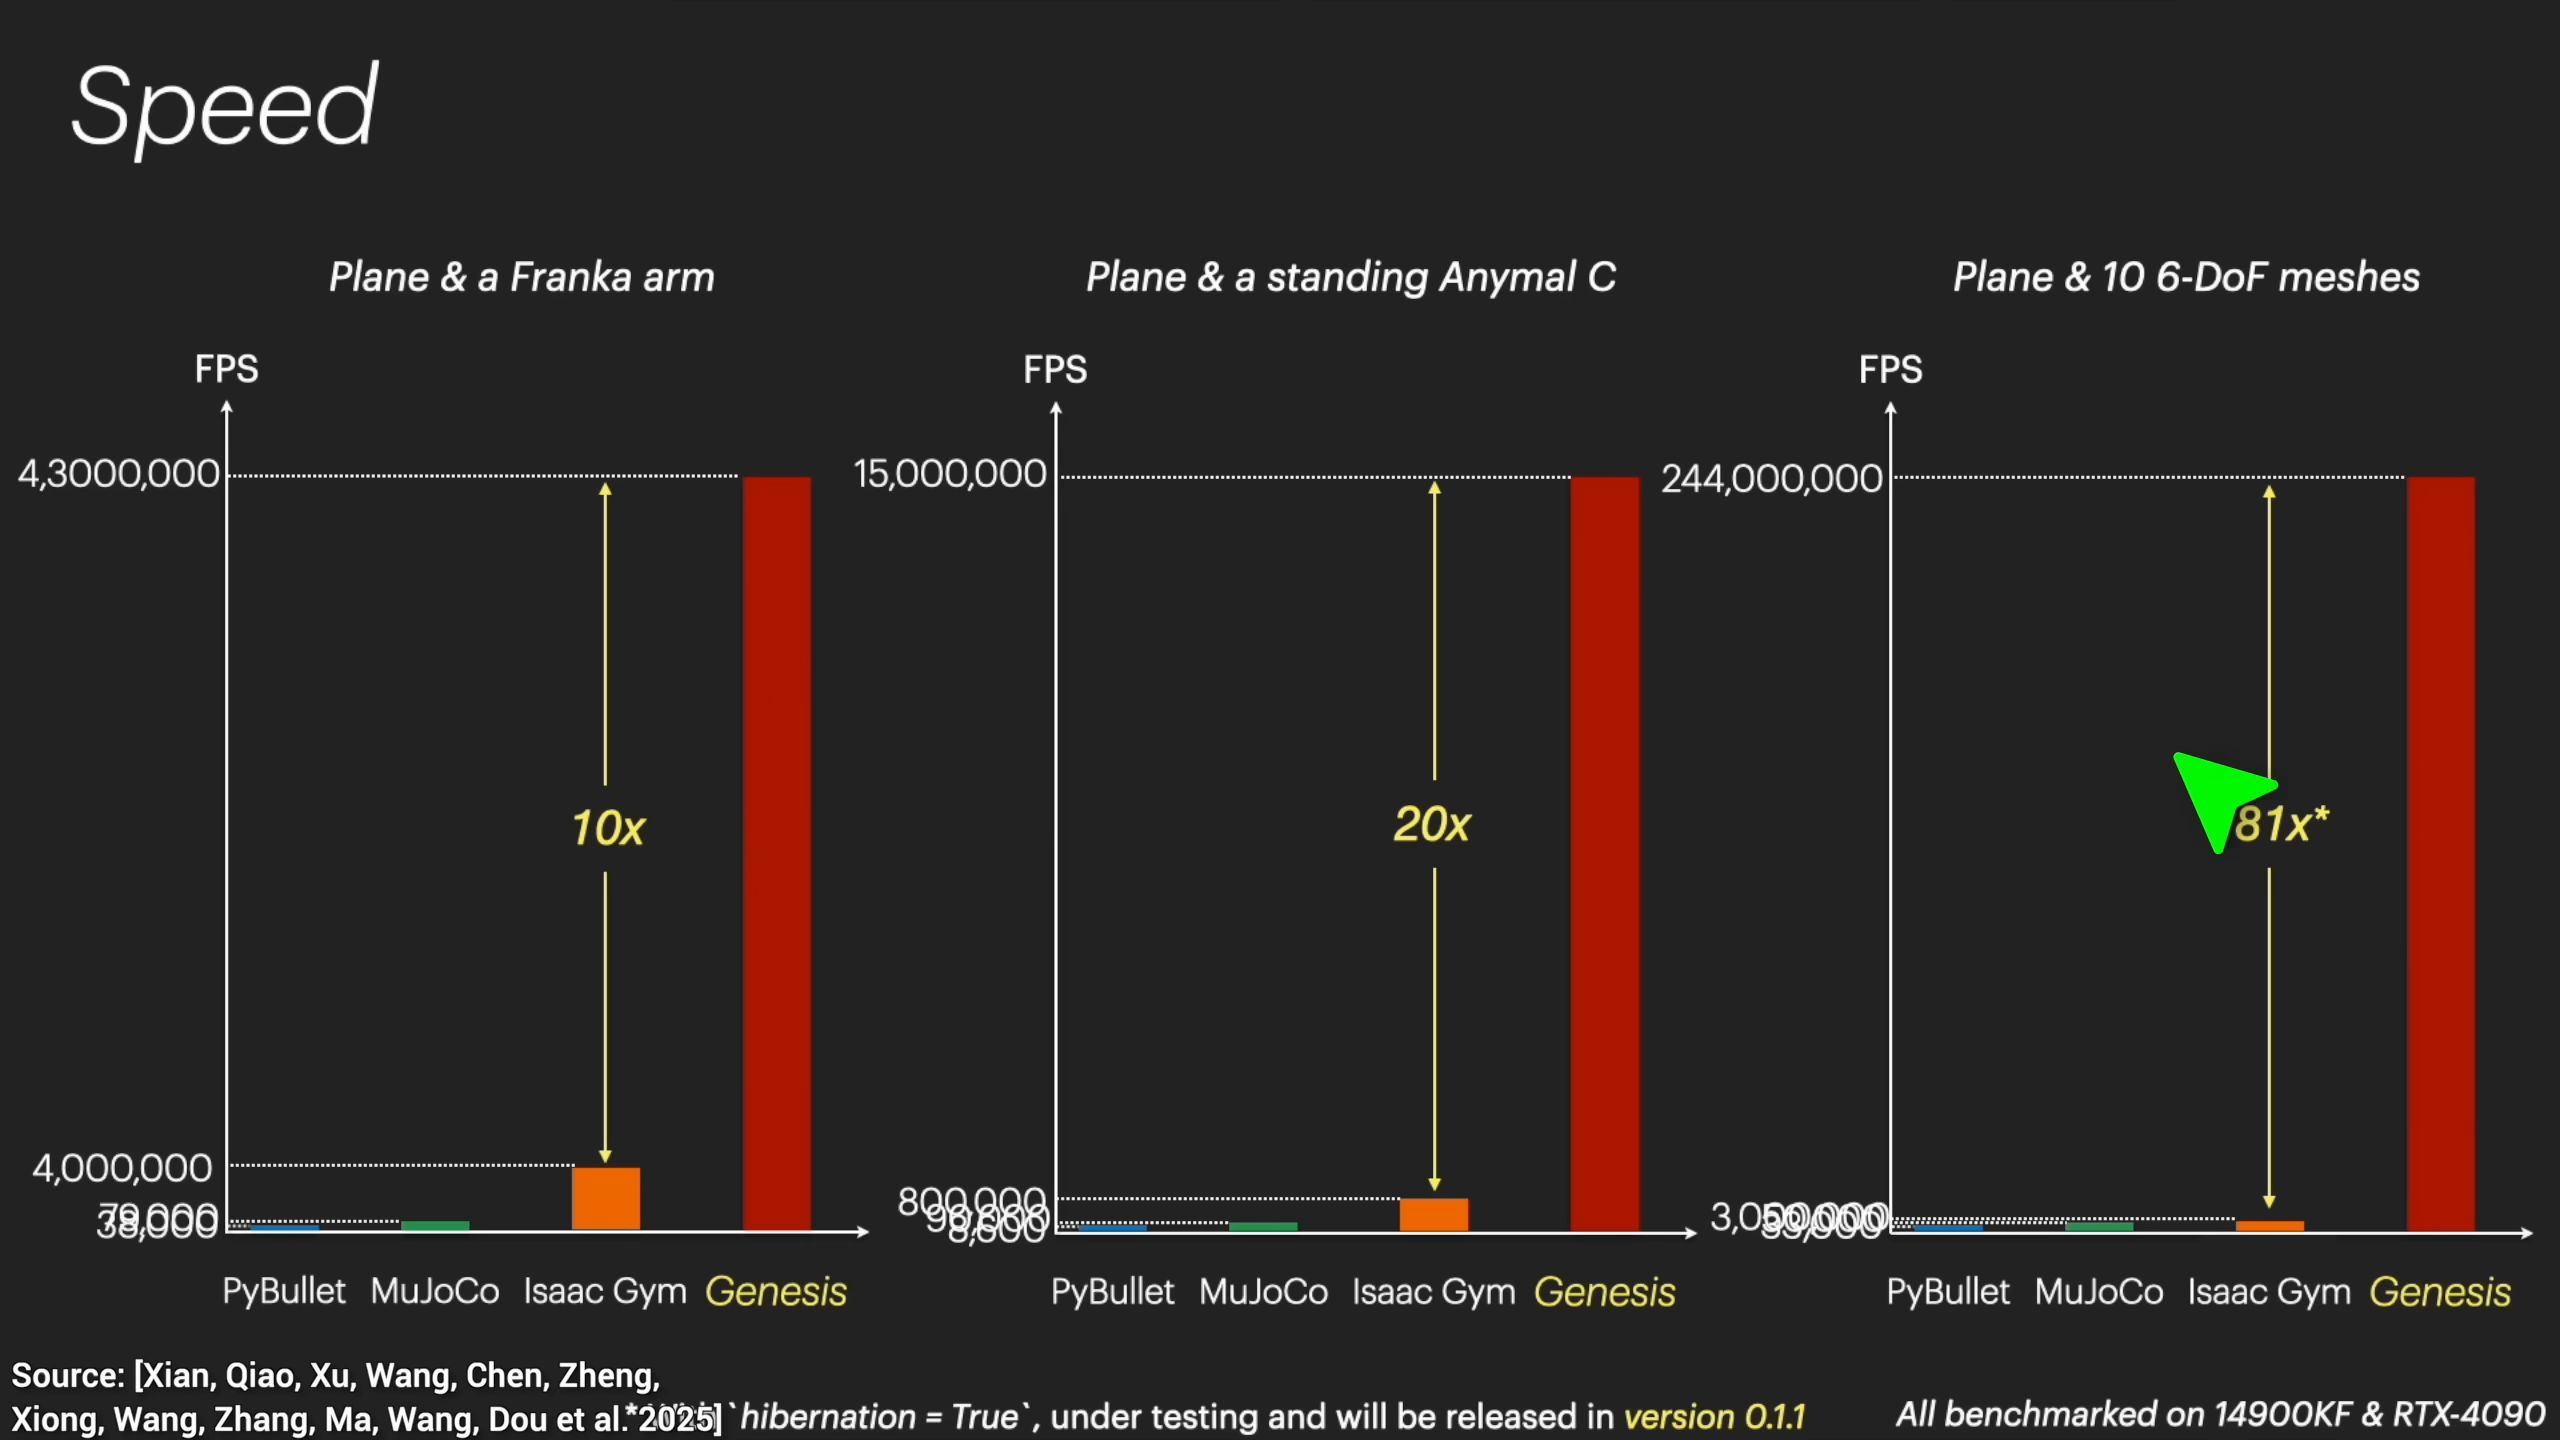 Speed
Plane & a Franka arm
FPS
4,3000,000
10x
4,000,000
PyBullet MuJoCo Isaac Gym Genesis
Plane & a standing Anymal C
FPS
15,000,000
20x
800,000
PyBullet MuJoCo Isaac Gym Genesis
Plane & 10 6-DoF meshes
FPS
244,000,000
81x*
PyBullet MuJoCo Isaac Gym Genesis
Source: [Xian, Qiao, Xu, Wang, Chen, Zheng,
Xiong, Wang, Zhang, Ma, Wang, Dou et al. 2025]
* `hibernation = True`, under testing and will be released in version 0.1.1
All benchmarked on 14900KF & RTX-4090